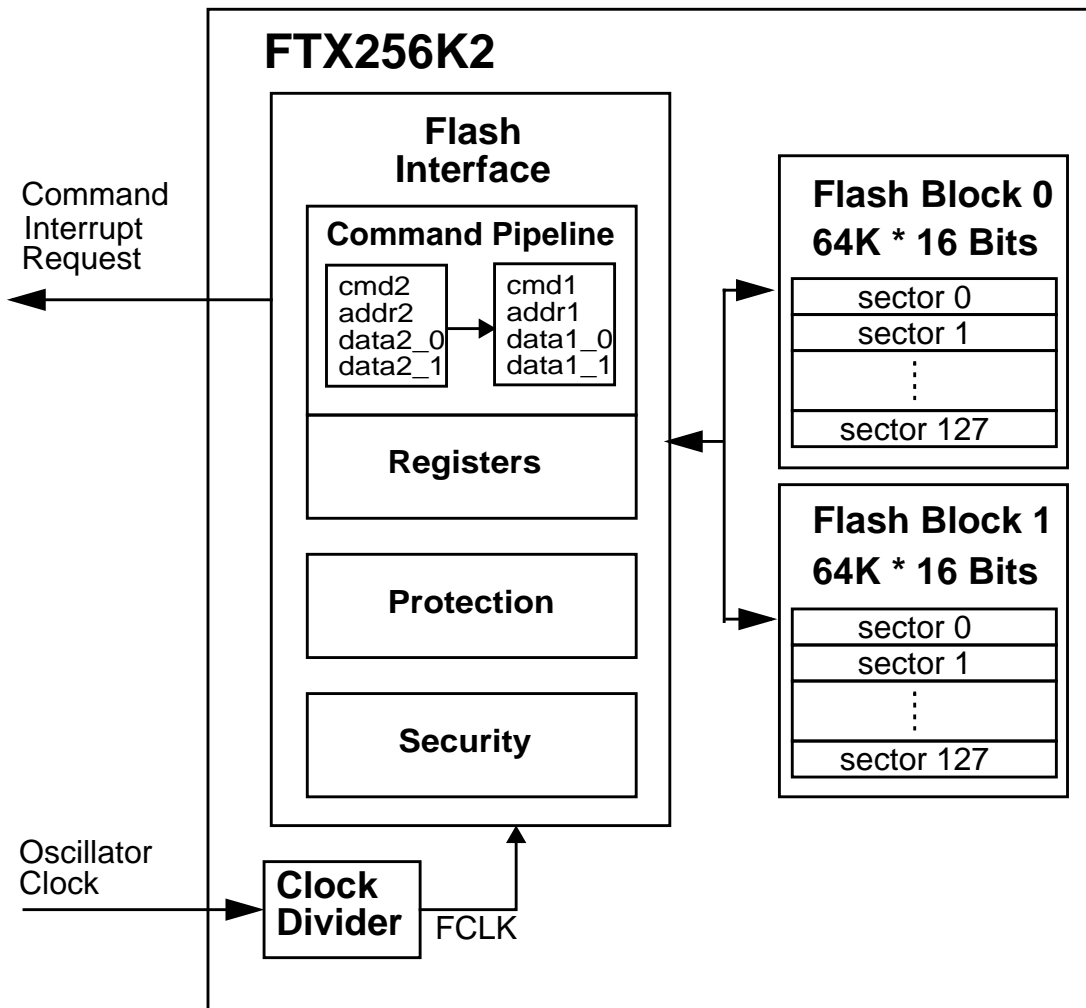 FTX256K2
Flash
Interface
Command
Interrupt
Request
Command Pipeline
cmd2
addr2
data2_0
data2_1
cmd1
addr1
data1_0
data1_1
Registers
Protection
Security
Flash Block 0
64K * 16 Bits
sector 0
sector 1
sector 127
Flash Block 1
64K * 16 Bits
sector 0
sector 1
sector 127
Oscillator
Clock
Clock
Divider
FCLK